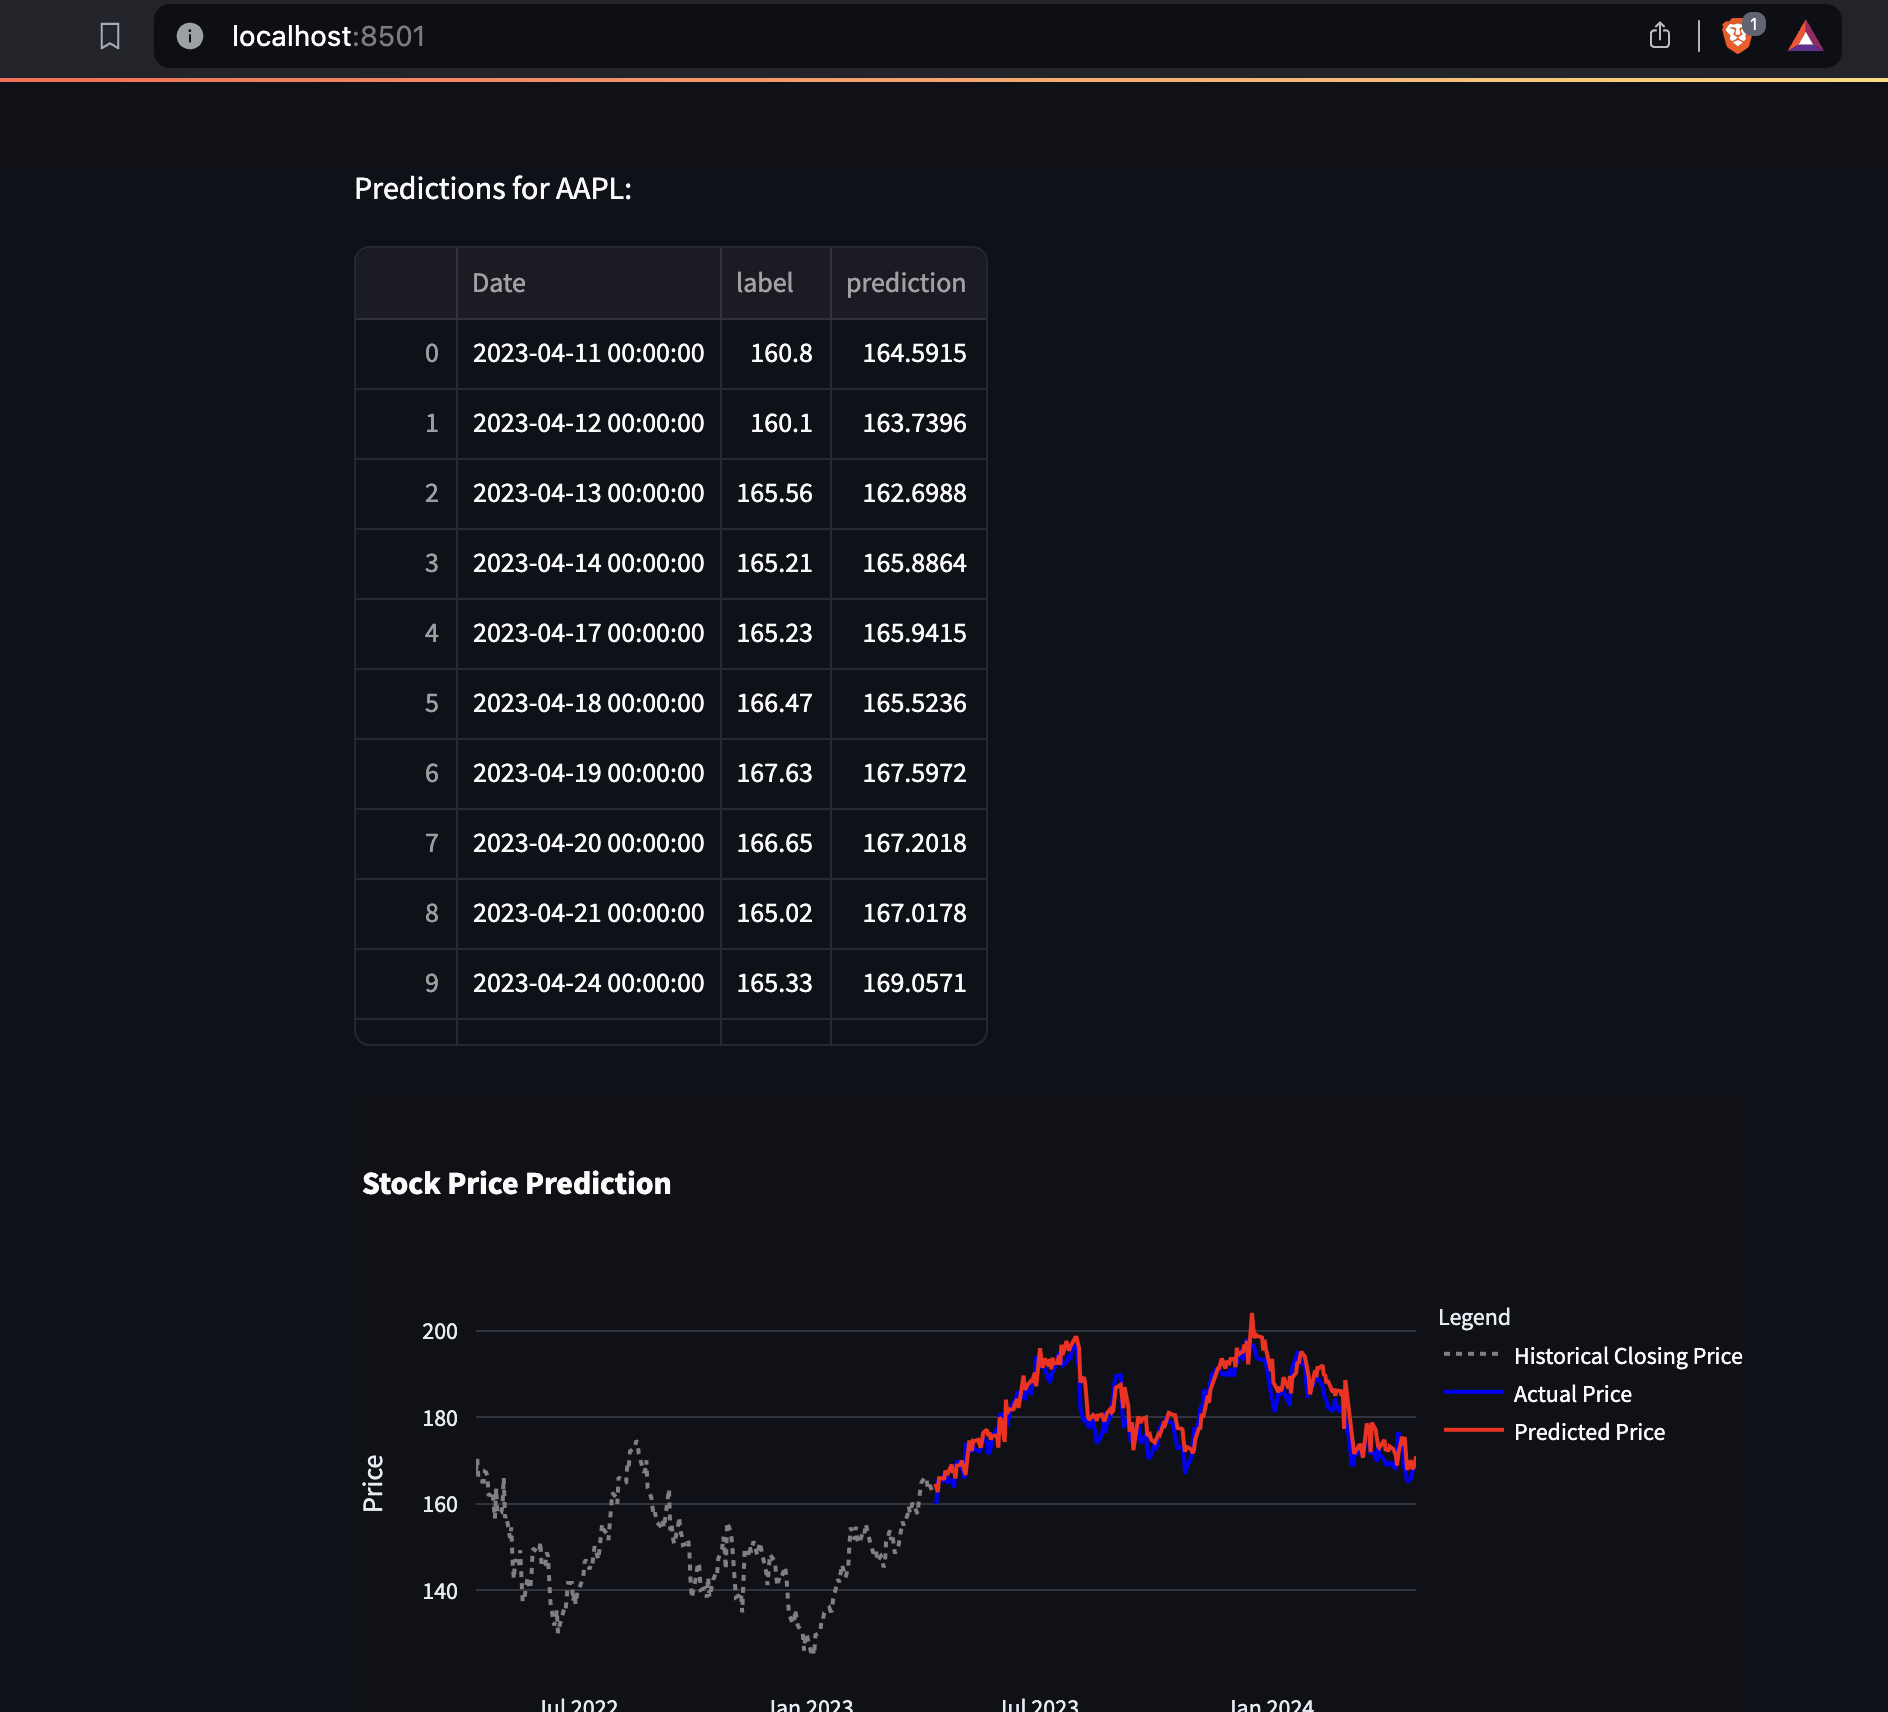 localhost:8501
1
Predictions for AAPL:
Date label prediction
0 2023-04-11 00:00:00 160.8 164.5915
1 2023-04-12 00:00:00 160.1 163.7396
2 2023-04-13 00:00:00 165.56 162.6988
3 2023-04-14 00:00:00 165.21 165.8864
4 2023-04-17 00:00:00 165.23 165.9415
5 2023-04-18 00:00:00 166.47 165.5236
6 2023-04-19 00:00:00 167.63 167.5972
7 2023-04-20 00:00:00 166.65 167.2018
8 2023-04-21 00:00:00 165.02 167.0178
9 2023-04-24 00:00:00 165.33 169.0571
Stock Price Prediction
Legend
Historical Closing Price
Actual Price
Predicted Price
Price
200
180
160
140
Jul 2022 Jan 2023 Jul 2023 Jan 2024